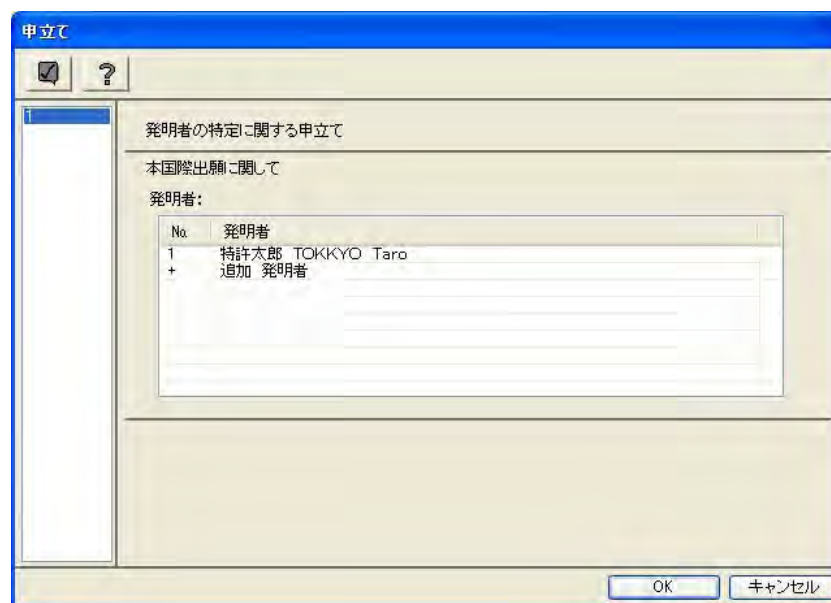 申立て
?
1
発明者の特定に関する申立て
本国際出願に関して
発明者:
No. 発明者
1 特許太郎 TOKKYO Taro
+ 追加 発明者
OK キャンセル